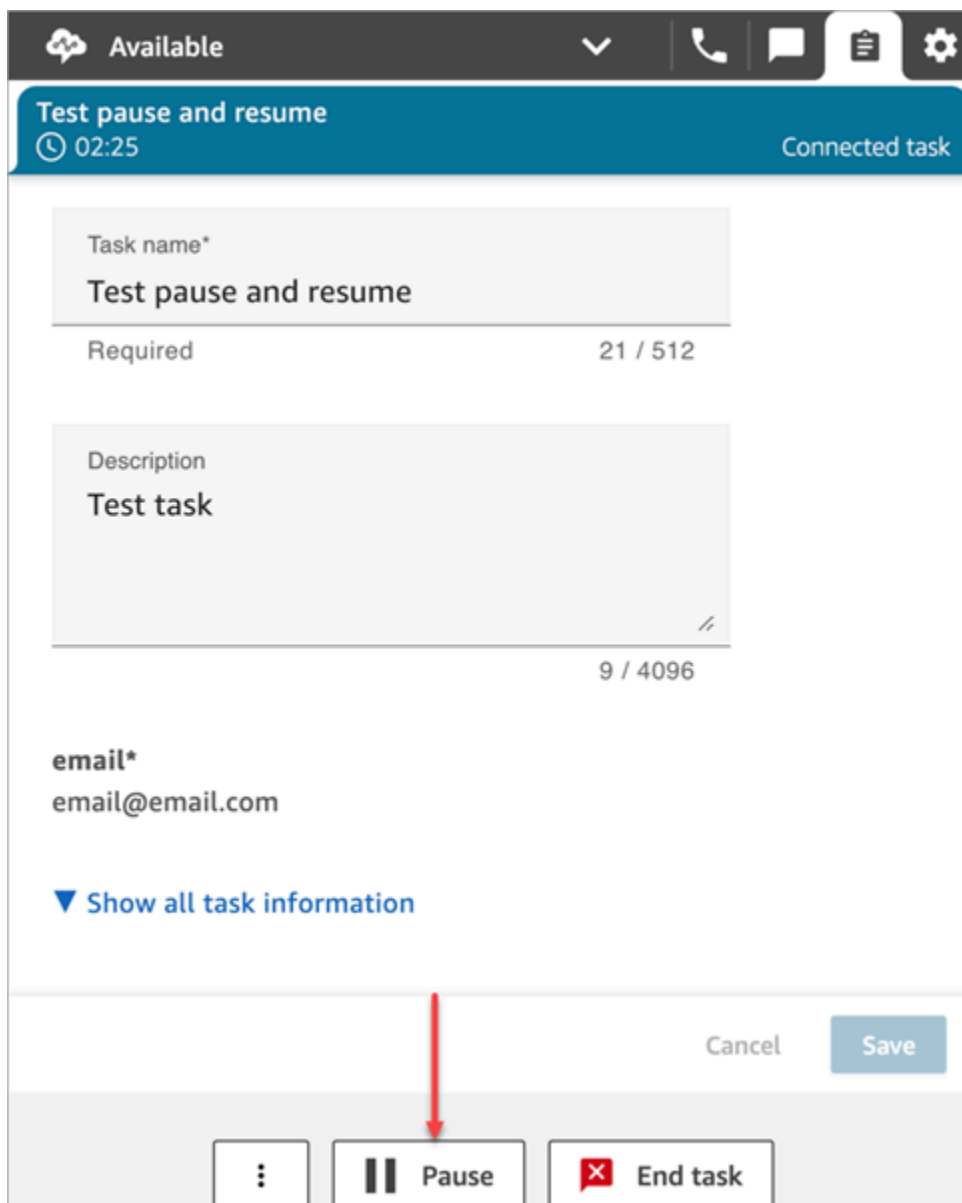 Available
Test pause and resume
02:25 Connected task
Task name*
Test pause and resume
Required 21 / 512
Description
Test task
9 / 4096
email*
email@email.com
Show all task information
Cancel Save
Pause End task